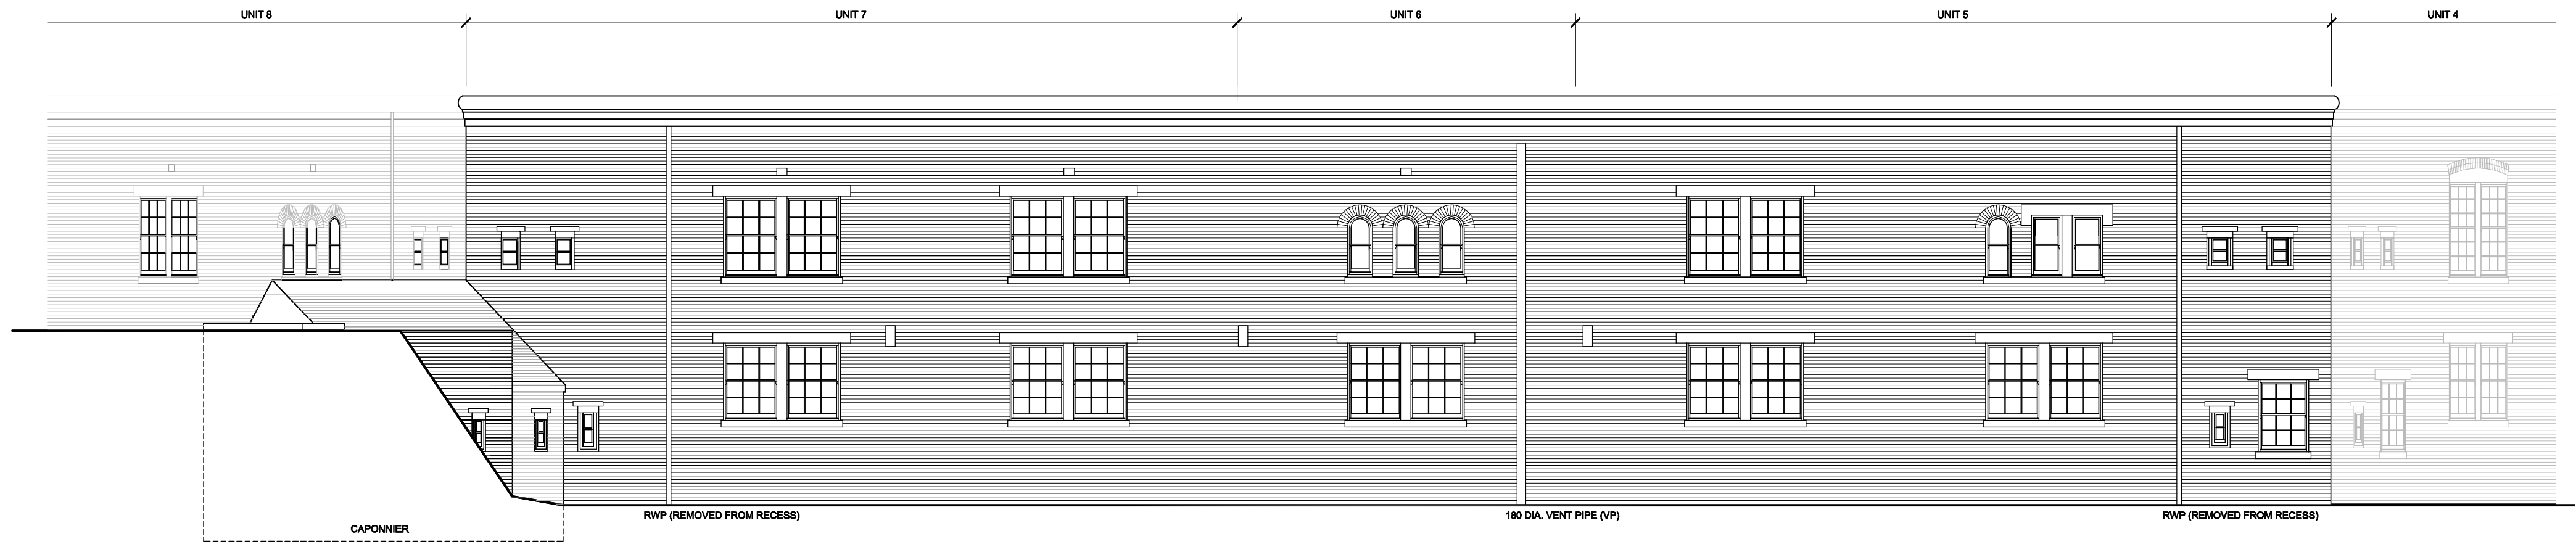 UNIT 8
UNIT 7
UNIT 6
UNIT 5
UNIT 4
RWP (REMOVED FROM RECESS)
180 DIA. VENT PIPE (VP)
RWP (REMOVED FROM RECESS)
CAPONNIER